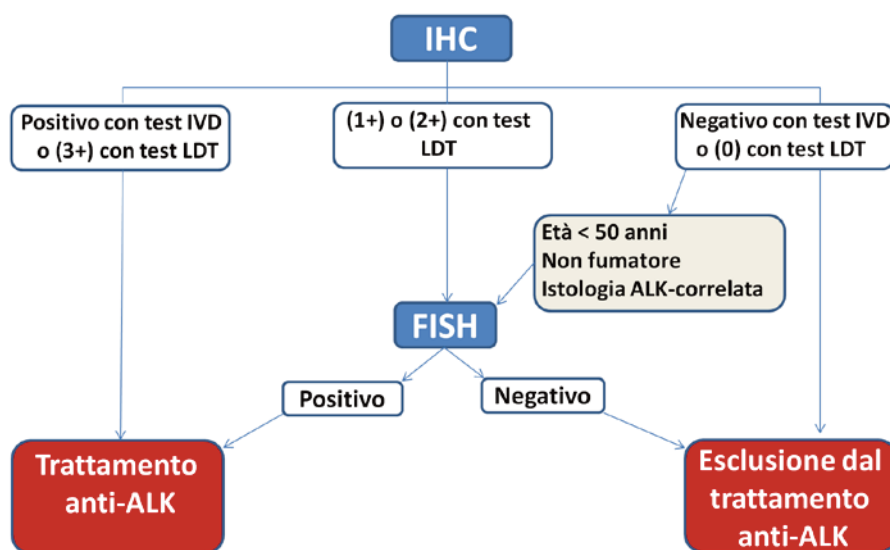 IHC
Positivo con test IVD
o (3+) con test LDT
(1+) o (2+) con test
LDT
Negativo con test IVD
o (0) con test LDT
Età < 50 anni
Non fumatore
Istologia ALK-correlata
FISH
Positivo
Negativo
Trattamento
anti-ALK
Esclusione dal
trattamento
anti-ALK